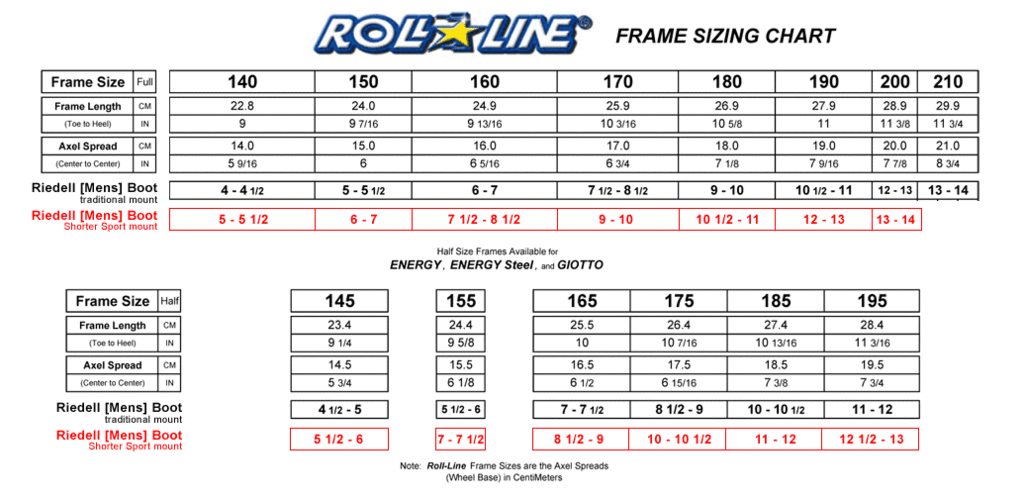 ROLL LINE® FRAME SIZING CHART
Frame Size Full 140 150 160 170 180 190 200 210
Frame Length CM 22.8 24.0 24.9 25.9 26.9 27.9 28.9 29.9
(Toe to Heel) IN 9 9 7/16 9 13/16 10 3/16 10 5/8 11 11 3/8 11 3/4
Axel Spread CM 14.0 15.0 16.0 17.0 18.0 19.0 20.0 21.0
(Center to Center) IN 5 9/16 6 6 5/16 6 3/4 7 1/8 7 9/16 7 7/8 8 3/4
Riedell [Mens] Boot 4 - 4 1/2 5 - 5 1/2 6 - 7 7 1/2 - 8 1/2 9 - 10 10 1/2 - 11 12 - 13 13 - 14
traditional mount
Riedell [Mens] Boot 5 - 5 1/2 6 - 7 7 1/2 - 8 1/2 9 - 10 10 1/2 - 11 12 - 13 13 - 14
Shorter Sport mount
Half Size Frames Available for
ENERGY, ENERGY Steel, and GIOTTO
Frame Size Half 145 155 165 175 185 195
Frame Length CM 23.4 24.4 25.5 26.4 27.4 28.4
(Toe to Heel) IN 9 1/4 9 5/8 10 10 7/16 10 13/16 11 3/16
Axel Spread CM 14.5 15.5 16.5 17.5 18.5 19.5
(Center to Center) IN 5 3/4 6 1/8 6 1/2 6 15/16 7 3/8 7 3/4
Riedell [Mens] Boot 4 1/2 - 5 5 1/2 - 6 7 - 7 1/2 8 1/2 - 9 10 - 10 1/2 11 - 12
traditional mount
Riedell [Mens] Boot 5 1/2 - 6 7 - 7 1/2 8 1/2 - 9 10 - 10 1/2 11 - 12 12 1/2 - 13
Shorter Sport mount
Note: Roll-Line Frame Sizes are the Axel Spreads
(Wheel Base) in CentiMeters